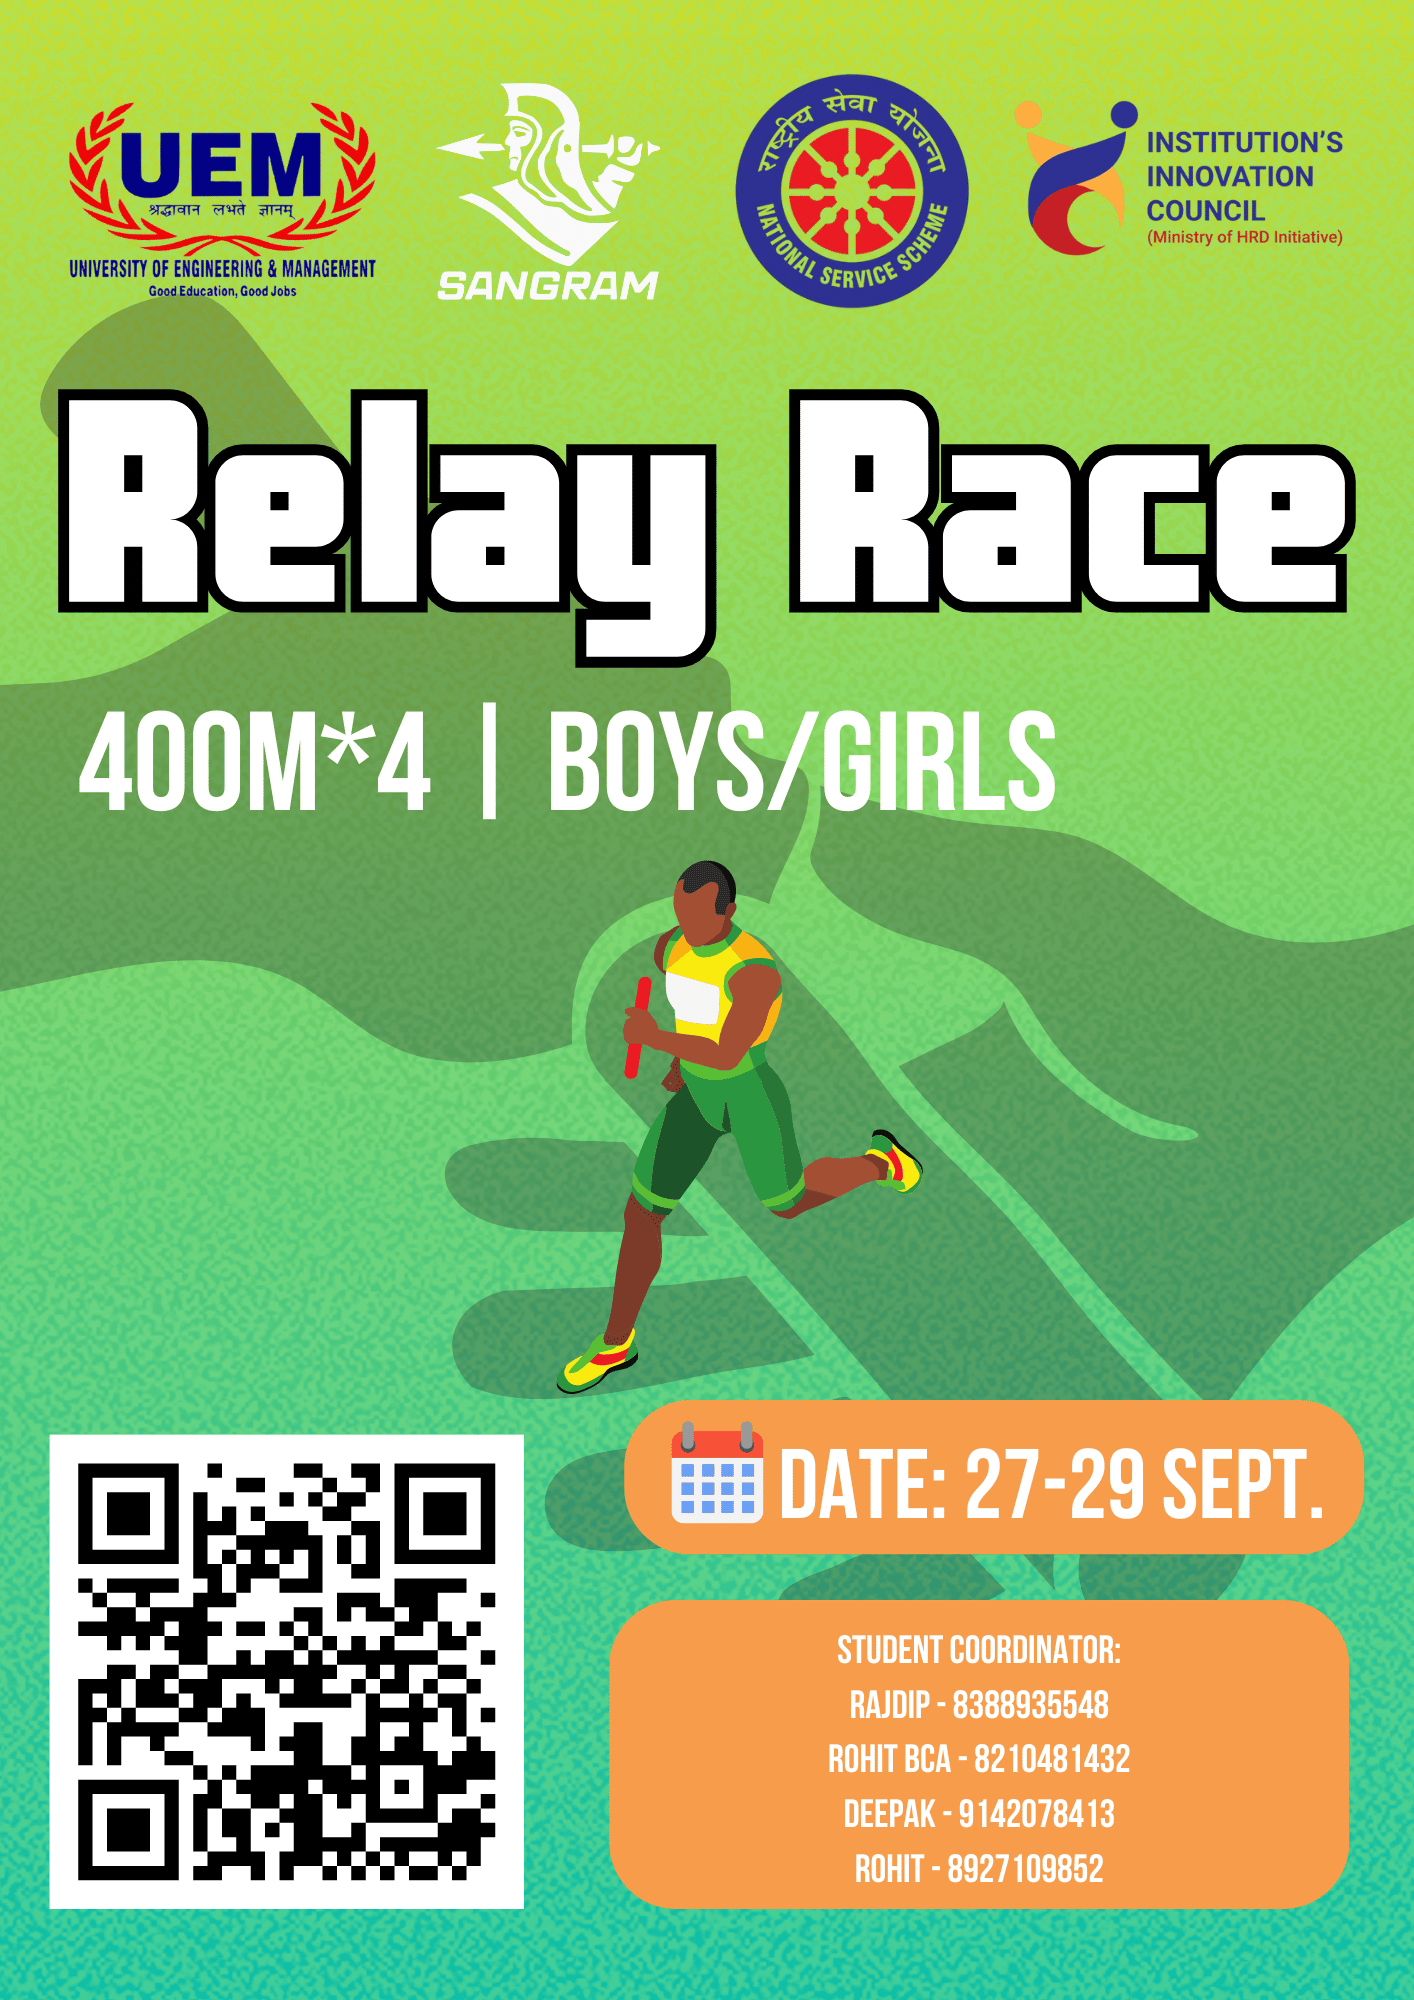 UEM
श्रद्धावान लभते ज्ञानम्
UNIVERSITY OF ENGINEERING & MANAGEMENT
Good Education, Good Jobs
SANGRAM
राष्ट्रीय सेवा योजना
NATIONAL SERVICE SCHEME
INSTITUTION'S
INNOVATION
COUNCIL
(Ministry of HRD Initiative)
Relay Race
400M*4 | BOYS/GIRLS
DATE: 27-29 SEPT.
STUDENT COORDINATOR:
RAJDIP - 8388935548
ROHIT BCA - 8210481432
DEEPAK - 9142078413
ROHIT - 8927109852